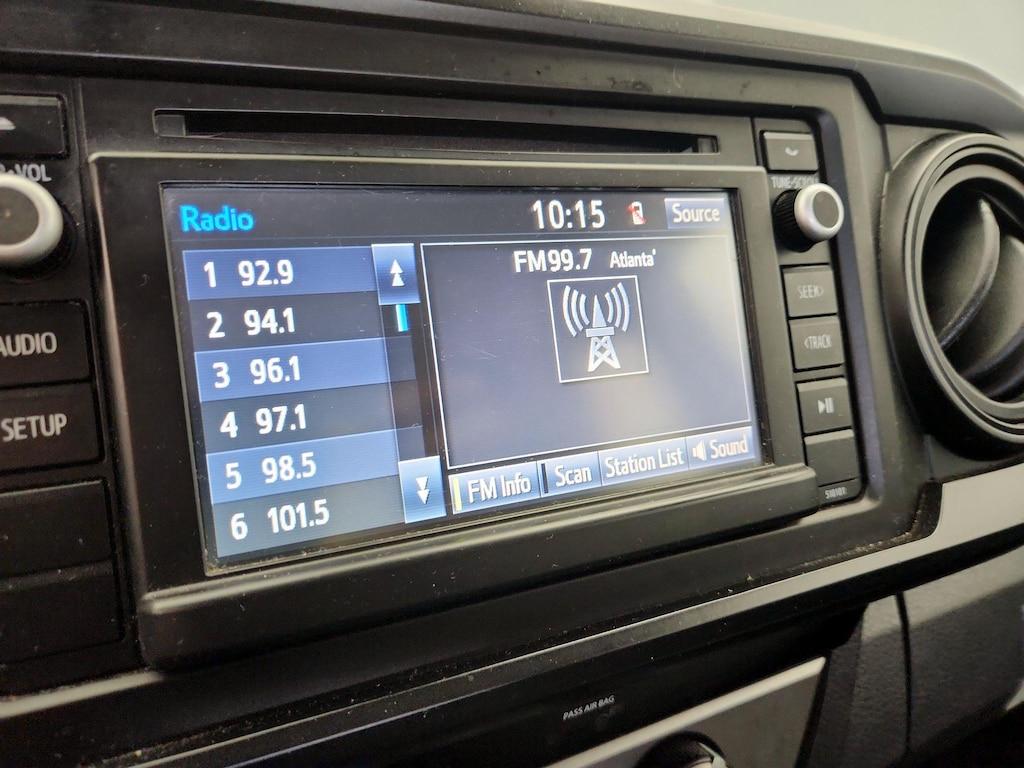 VOL
TUNE•SCROLL
Radio
10:15
Source
1 92.9
2 94.1
3 96.1
4 97.1
5 98.5
6 101.5
FM99.7 Atlanta'
FM Info
Scan
Station List
Sound
AUDIO
SETUP
SEEK>
<TRACK
510101
PASS AIR BAG